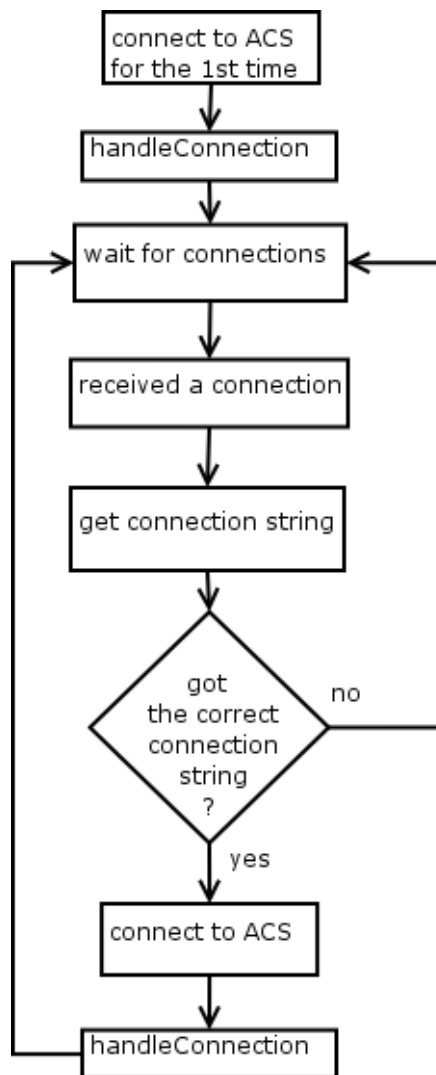 connect to ACS
for the 1st time
handleConnection
wait for connections
received a connection
get connection string
got
the correct
connection
string
?
no
yes
connect to ACS
handleConnection